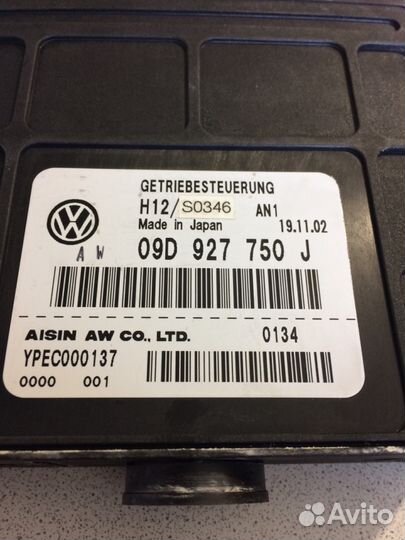 GETRIEBESTEUERUNG
H12/S0346 AN1
Made in Japan 19.11.02
AW
09D 927 750 J
AISIN AW CO., LTD. 0134
YPEC000137
0000 001
Avito